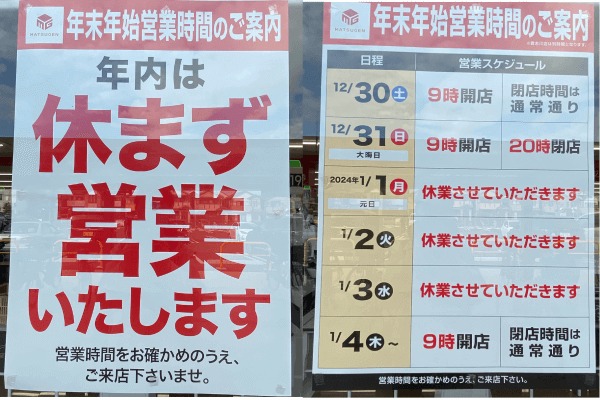 MATSUGEN
年末年始営業時間のご案内
年内は
休まず
営業
いたします
営業時間をお確かめのうえ、
ご来店下さいませ。
MATSUGEN
年末年始営業時間のご案内
日程 営業スケジュール
12/30土 9時開店 閉店時間は
通常通り
12/31日 9時開店 20時閉店
大晦日
2024年1/1月 休業させていただきます
元日
1/2火 休業させていただきます
1/3水 休業させていただきます
1/4木～ 9時開店 閉店時間は
通常通り
営業時間をお確かめのうえ、ご来店下さい。